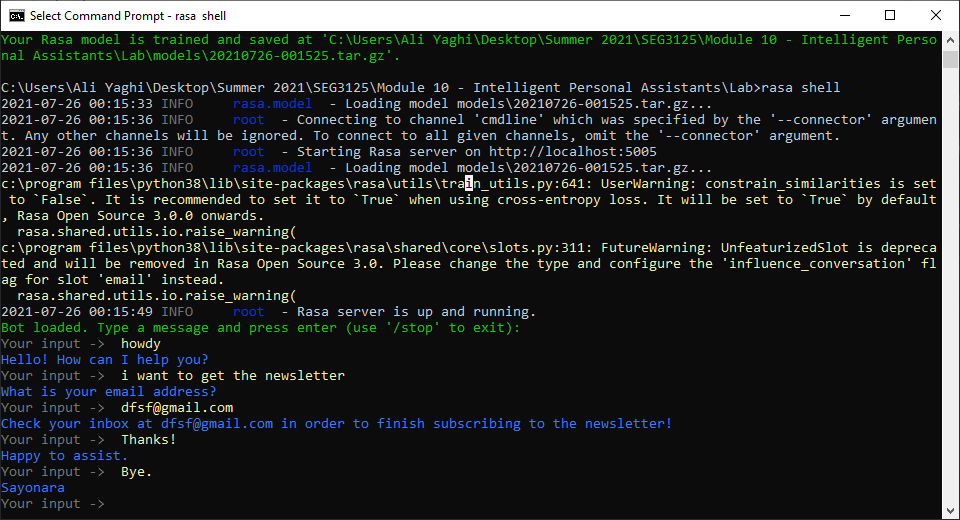 Select Command Prompt - rasa  shell
Your Rasa model is trained and saved at 'C:\Users\Ali Yaghi\Desktop\Summer 2021\SEG3125\Module 10 - Intelligent Perso
nal Assistants\Lab\models\20210726-001525.tar.gz'.
C:\Users\Ali Yaghi\Desktop\Summer 2021\SEG3125\Module 10 - Intelligent Personal Assistants\Lab>rasa shell
2021-07-26 00:15:33 INFO     rasa.model  - Loading model models\20210726-001525.tar.gz...
2021-07-26 00:15:36 INFO     root  - Connecting to channel 'cmdline' which was specified by the '--connector' argumen
t. Any other channels will be ignored. To connect to all given channels, omit the '--connector' argument.
2021-07-26 00:15:36 INFO     root  - Starting Rasa server on http://localhost:5005
2021-07-26 00:15:36 INFO     rasa.model  - Loading model models\20210726-001525.tar.gz...
c:\program files\python38\lib\site-packages\rasa\utils\train_utils.py:641: UserWarning: constrain_similarities is set
 to `False`. It is recommended to set it to `True` when using cross-entropy loss. It will be set to `True` by default
, Rasa Open Source 3.0.0 onwards.
  rasa.shared.utils.io.raise_warning(
c:\program files\python38\lib\site-packages\rasa\shared\core\slots.py:311: FutureWarning: UnfeaturizedSlot is depreca
ted and will be removed in Rasa Open Source 3.0. Please change the type and configure the 'influence_conversation' fl
ag for slot 'email' instead.
  rasa.shared.utils.io.raise_warning(
2021-07-26 00:15:49 INFO     root  - Rasa server is up and running.
Bot loaded. Type a message and press enter (use '/stop' to exit):
Your input ->  howdy
Hello! How can I help you?
Your input ->  i want to get the newsletter
What is your email address?
Your input ->  dfsf@gmail.com
Check your inbox at dfsf@gmail.com in order to finish subscribing to the newsletter!
Your input ->  Thanks!
Happy to assist.
Your input ->  Bye.
Sayonara
Your input ->